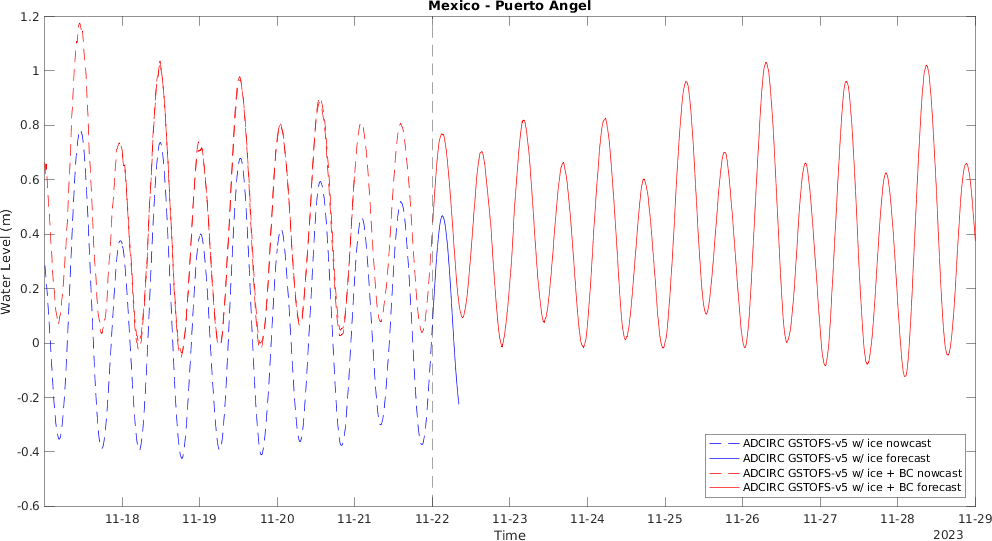 Mexico - Puerto Angel
1.2
1
0.8
0.6
0.4
0.2
0
-0.2
-0.4
-0.6
Water Level (m)
ADCIRC GSTOFS-v5 w/ ice nowcast
ADCIRC GSTOFS-v5 w/ ice forecast
ADCIRC GSTOFS-v5 w/ ice + BC nowcast
ADCIRC GSTOFS-v5 w/ ice + BC forecast
11-18 11-19 11-20 11-21 11-22 11-23 11-24 11-25 11-26 11-27 11-28 11-29
Time
2023